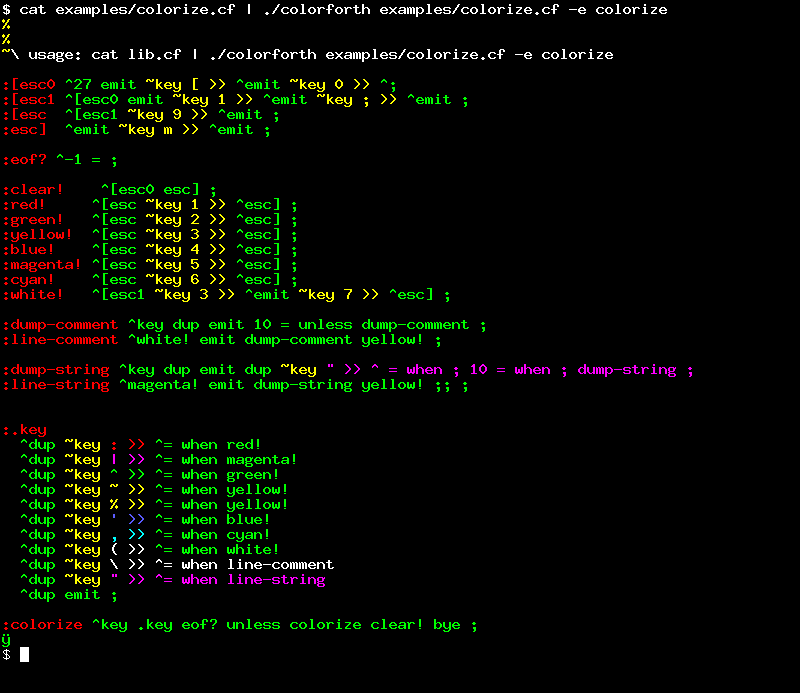 $ cat examples/colorize.cf | ./colorforth examples/colorize.cf -e colorize
%
%
~\ usage: cat lib.cf | ./colorforth examples/colorize.cf -e colorize

:[esc0 ^27 emit ~key [ >> ^emit ~key 0 >> ^;
:[esc1 ^[esc0 emit ~key 1 >> ^emit ~key ; >> ^emit ;
:[esc  ^[esc1 ~key 9 >> ^emit ;
:esc]  ^emit ~key m >> ^emit ;

:eof? ^-1 = ;

:clear!    ^[esc0 esc] ;
:red!     ^[esc ~key 1 >> ^esc] ;
:green!   ^[esc ~key 2 >> ^esc] ;
:yellow!  ^[esc ~key 3 >> ^esc] ;
:blue!    ^[esc ~key 4 >> ^esc] ;
:magenta! ^[esc ~key 5 >> ^esc] ;
:cyan!    ^[esc ~key 6 >> ^esc] ;
:white!   ^[esc1 ~key 3 >> ^emit ~key 7 >> ^esc] ;

:dump-comment ^key dup emit 10 = unless dump-comment ;
:line-comment ^white! emit dump-comment yellow! ;

:dump-string ^key dup emit dup ~key " >> ^ = when ; 10 = when ; dump-string ;
:line-string ^magenta! emit dump-string yellow! ;; ;

:.key
  ^dup ~key : >> ^= when red!
  ^dup ~key | >> ^= when magenta!
  ^dup ~key ^ >> ^= when green!
  ^dup ~key ~ >> ^= when yellow!
  ^dup ~key % >> ^= when yellow!
  ^dup ~key ' >> ^= when blue!
  ^dup ~key , >> ^= when cyan!
  ^dup ~key ( >> ^= when white!
  ^dup ~key \ >> ^= when line-comment
  ^dup ~key " >> ^= when line-string
  ^dup emit ;

:colorize ^key .key eof? unless colorize clear! bye ;
ÿ
$